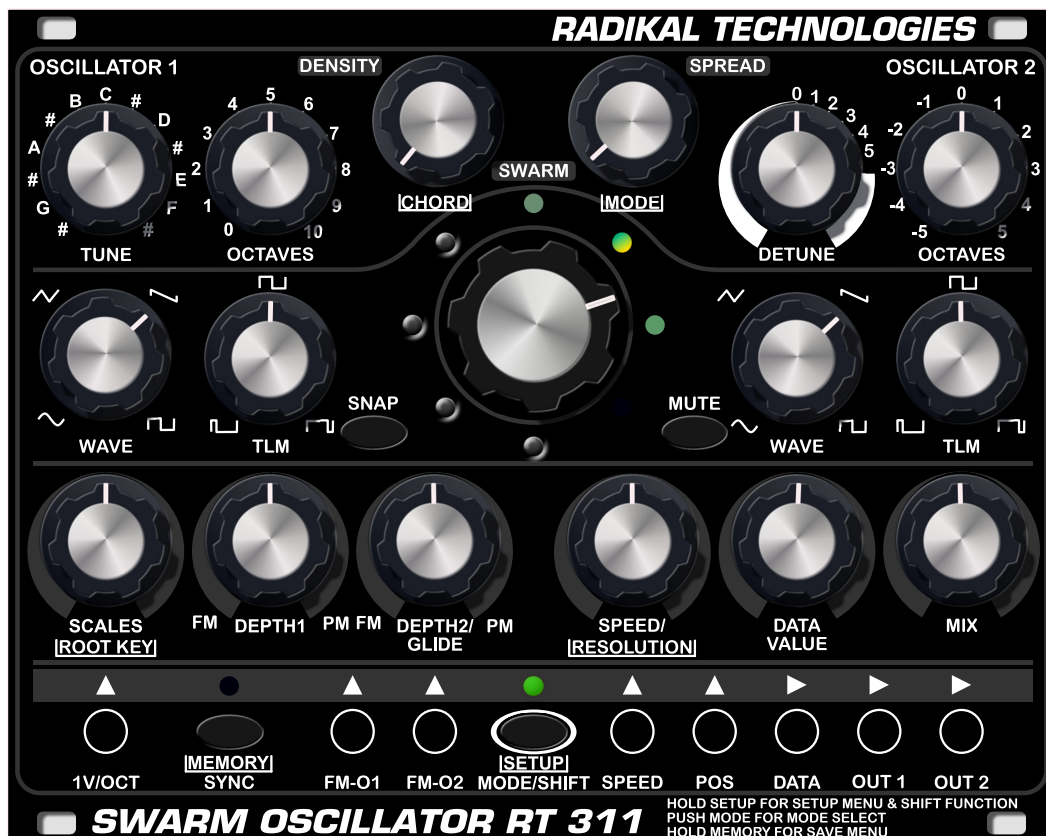 RADIKAL TECHNOLOGIES
OSCILLATOR 1
DENSITY
SPREAD
OSCILLATOR 2
# G # A # B C # D # E F #
TUNE
0 1 2 3 4 5 6 7 8 9 10
OCTAVES
CHORD
SWARM
MODE
0 1 2 3 4 5
DETUNE
-5 -4 -3 -2 -1 0 1 2 3 4 5
OCTAVES
WAVE
TLM
SNAP
MUTE
WAVE
TLM
SCALES
ROOT KEY
FM DEPTH1 PM
FM DEPTH2/ PM
GLIDE
SPEED/
RESOLUTION
DATA
VALUE
MIX
1V/OCT
MEMORY
SYNC
FM-O1
FM-O2
SETUP
MODE/SHIFT
SPEED
POS
DATA
OUT 1
OUT 2
SWARM OSCILLATOR RT 311
HOLD SETUP FOR SETUP MENU & SHIFT FUNCTION
PUSH MODE FOR MODE SELECT
HOLD MEMORY FOR SAVE MENU